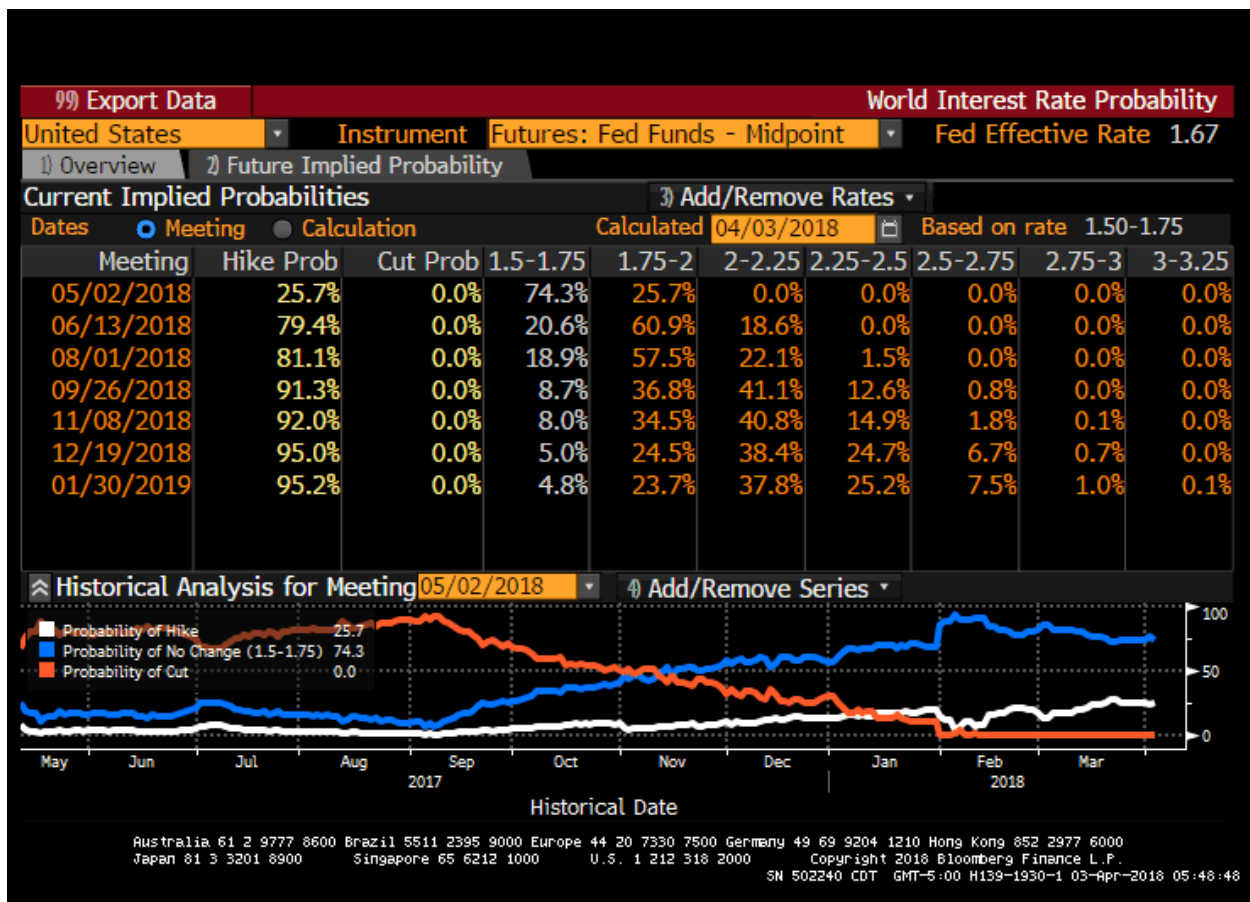 99) Export Data World Interest Rate Probability
United States Instrument Futures: Fed Funds - Midpoint Fed Effective Rate 1.67
1) Overview 2) Future Implied Probability
Current Implied Probabilities 3) Add/Remove Rates
Dates Meeting Calculation Calculated 04/03/2018 Based on rate 1.50-1.75
Meeting Hike Prob Cut Prob 1.5-1.75 1.75-2 2-2.25 2.25-2.5 2.5-2.75 2.75-3 3-3.25
05/02/2018 25.7% 0.0% 74.3% 25.7% 0.0% 0.0% 0.0% 0.0% 0.0%
06/13/2018 79.4% 0.0% 20.6% 60.9% 18.6% 0.0% 0.0% 0.0% 0.0%
08/01/2018 81.1% 0.0% 18.9% 57.5% 22.1% 1.5% 0.0% 0.0% 0.0%
09/26/2018 91.3% 0.0% 8.7% 36.8% 41.1% 12.6% 0.8% 0.0% 0.0%
11/08/2018 92.0% 0.0% 8.0% 34.5% 40.8% 14.9% 1.8% 0.1% 0.0%
12/19/2018 95.0% 0.0% 5.0% 24.5% 38.4% 24.7% 6.7% 0.7% 0.0%
01/30/2019 95.2% 0.0% 4.8% 23.7% 37.8% 25.2% 7.5% 1.0% 0.1%
Historical Analysis for Meeting 05/02/2018 4) Add/Remove Series
100
Probability of Hike 25.7
Probability of No Change (1.5-1.75) 74.3
Probability of Cut 0.0
50
0
May Jun Jul Aug Sep Oct Nov Dec Jan Feb Mar
2017 2018
Historical Date
Australia 61 2 9777 8600 Brazil 5511 2395 9000 Europe 44 20 7330 7500 Germany 49 69 9204 1210 Hong Kong 852 2977 6000
Japan 81 3 3201 8900 Singapore 65 6212 1000 U.S. 1 212 318 2000 Copyright 2018 Bloomberg Finance L.P.
SN 502240 CDT GMT-5:00 H139-1930-1 03-Apr-2018 05:48:48